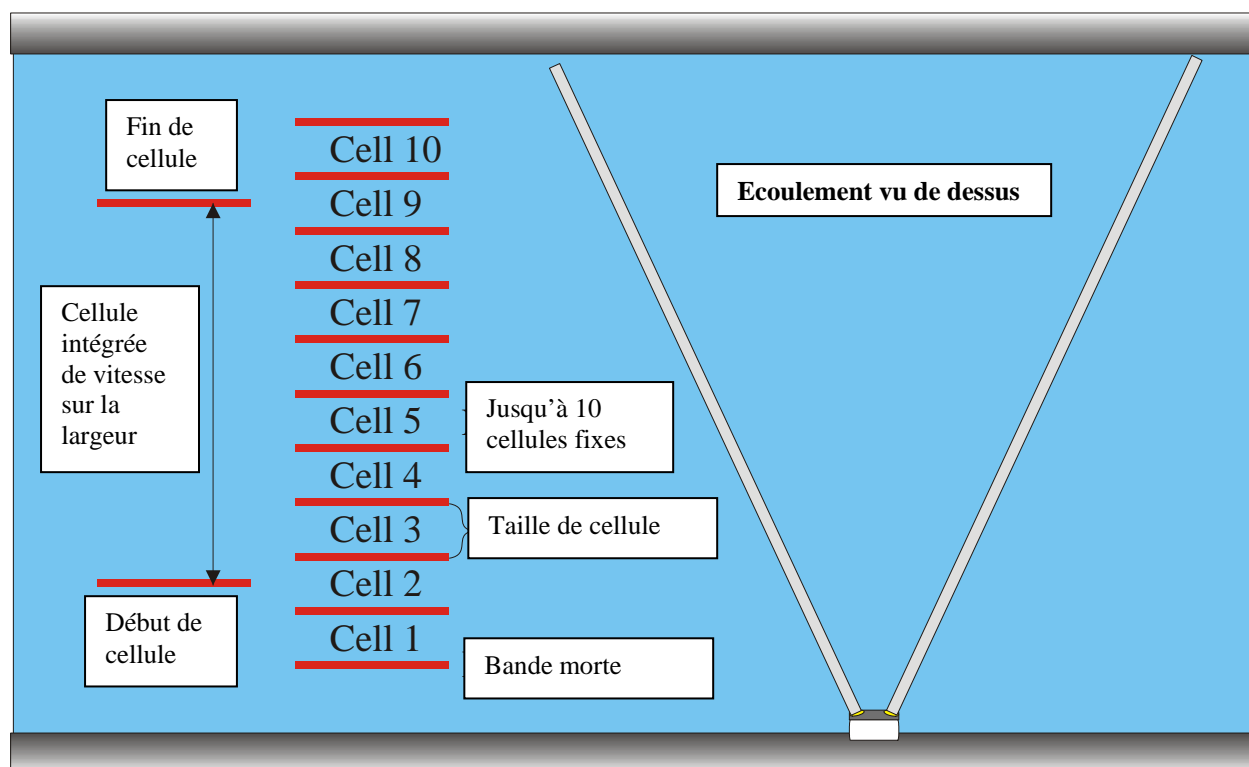 Fin de
cellule
Cellule
intégrée
de vitesse
sur la
largeur
Début de
cellule
Cell 10
Cell 9
Cell 8
Cell 7
Cell 6
Cell 5
Cell 4
Cell 3
Cell 2
Cell 1
Jusqu’à 10
cellules fixes
Taille de cellule
Bande morte
Ecoulement vu de dessus